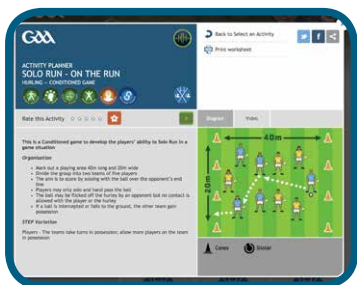 GAA
Back to Select an Activity
Print worksheet
ACTIVITY PLANNER
SOLO RUN - ON THE RUN
HURLING - CONDITIONED GAME
Rate this Activity
Diagram
Video
This is a Conditioned game to develop the players' ability to Solo Run in a
game situation
Organisation
Mark out a playing area 40m long and 20m wide
Divide the group into two teams of five players
The aim is to score by soloing with the ball over the opponent's end
line
Players may only solo and hand pass the ball
The ball may be flicked off the hurley by an opponent but no contact is
allowed with the player or the hurley
If a ball is intercepted or falls to the ground, the other team gain
possession
STEP Variation
Players - The teams take turns in possession; allow more players on the team
in possession
40m
20m
Cones
Sliotar